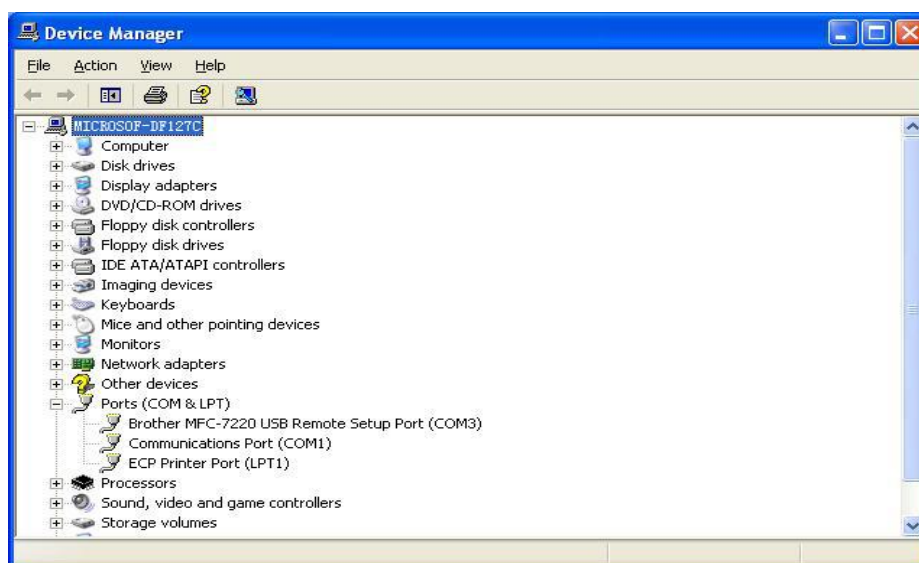 Device Manager
File Action View Help
MICROSOF-DF127C
Computer
Disk drives
Display adapters
DVD/CD-ROM drives
Floppy disk controllers
Floppy disk drives
IDE ATA/ATAPI controllers
Imaging devices
Keyboards
Mice and other pointing devices
Monitors
Network adapters
Other devices
Ports (COM & LPT)
Brother MFC-7220 USB Remote Setup Port (COM3)
Communications Port (COM1)
ECP Printer Port (LPT1)
Processors
Sound, video and game controllers
Storage volumes